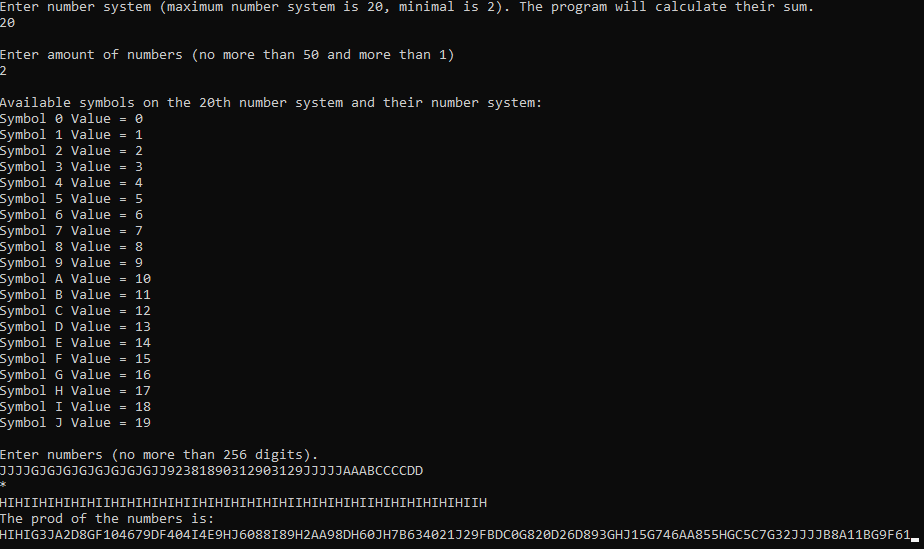 Enter number system (maximum number system is 20, minimal is 2). The program will calculate their sum.
20
Enter amount of numbers (no more than 50 and more than 1)
2
Available symbols on the 20th number system and their number system:
Symbol 0 Value = 0
Symbol 1 Value = 1
Symbol 2 Value = 2
Symbol 3 Value = 3
Symbol 4 Value = 4
Symbol 5 Value = 5
Symbol 6 Value = 6
Symbol 7 Value = 7
Symbol 8 Value = 8
Symbol 9 Value = 9
Symbol A Value = 10
Symbol B Value = 11
Symbol C Value = 12
Symbol D Value = 13
Symbol E Value = 14
Symbol F Value = 15
Symbol G Value = 16
Symbol H Value = 17
Symbol I Value = 18
Symbol J Value = 19
Enter numbers (no more than 256 digits).
JJJJGJGJGJGJGJGJGJGJJ92381890312903129JJJJJAAABCCCCDD
*
HIHIIHIHIHIHIIHIHIHIHIHIIHIHIHIHIHIHIIHIHIHIHIIHIHIHIHIHIHIIH
The prod of the numbers is:
HIHIG3JA2D8GF104679DF404I4E9HJ6088I89H2AA98DH60JH7B634021J29FBDC0G820D26D893GHJ15G746AA855HGC5C7G32JJJJB8A11BG9F61